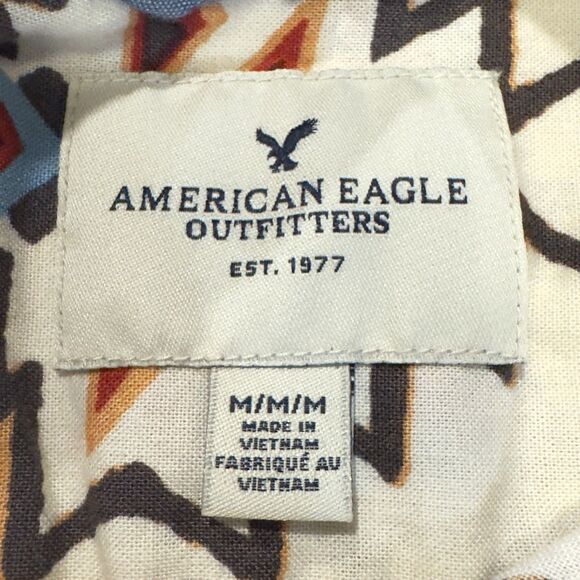 AMERICAN EAGLE
OUTFITTERS
EST. 1977
M/M/M
MADE IN
VIETNAM
FABRIQUÉ AU
VIETNAM